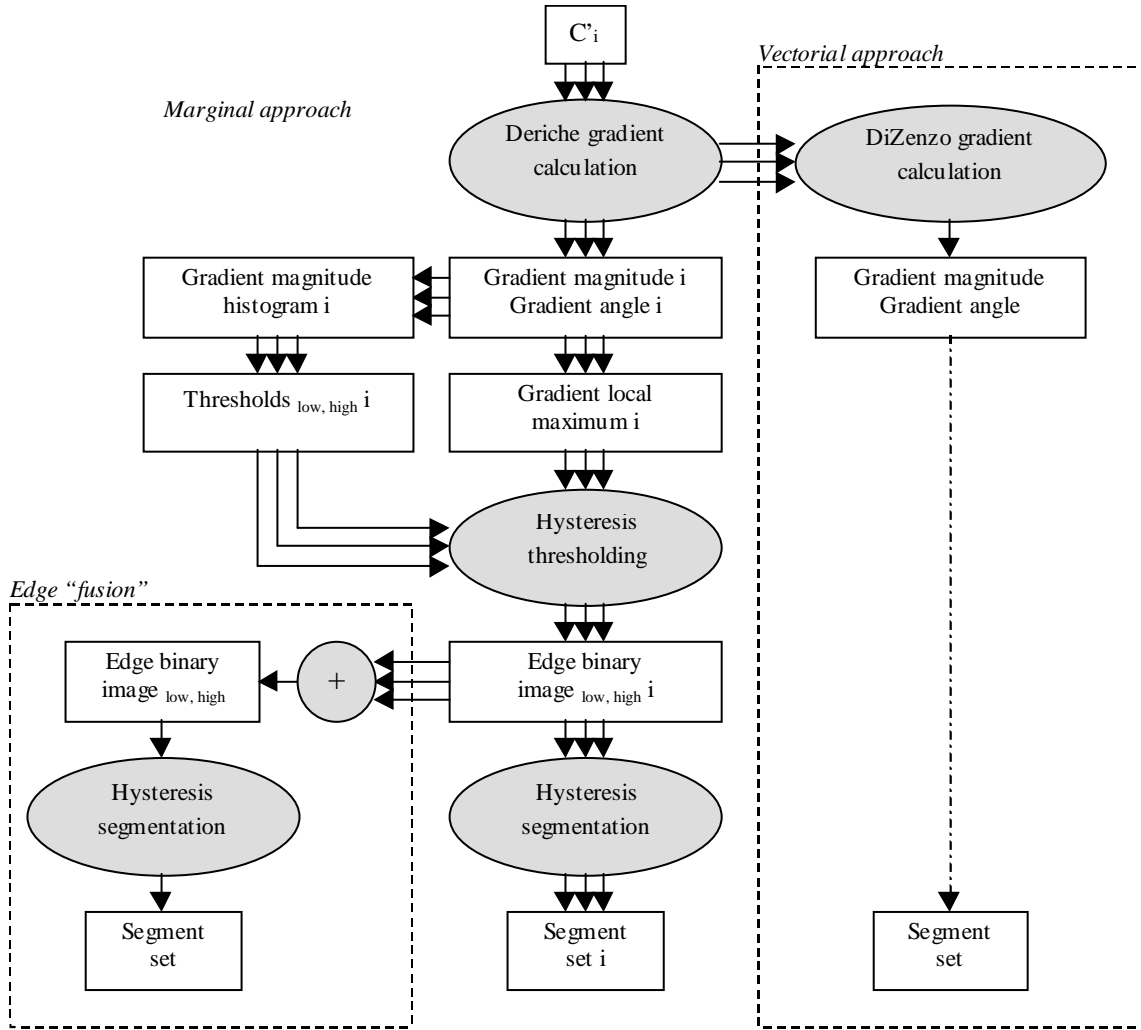 C’i
Vectorial approach
Marginal approach
Deriche gradient
calculation
DiZenzo gradient
calculation
Gradient magnitude
histogram i
Gradient magnitude i
Gradient angle i
Gradient magnitude
Gradient angle
Thresholds low, high i
Gradient local
maximum i
Hysteresis
thresholding
Edge “fusion”
Edge binary
image low, high
+
Edge binary
image low, high i
Hysteresis
segmentation
Hysteresis
segmentation
Segment
set
Segment
set i
Segment
set